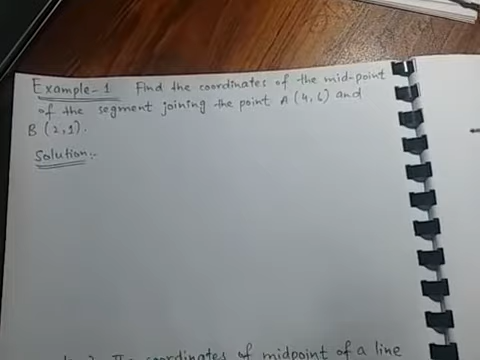 Example-1 Find the coordinates of the mid-point
of the segment joining the point A (4,6) and
B (2,1).
Solution:-
coordinates of midpoint of a line